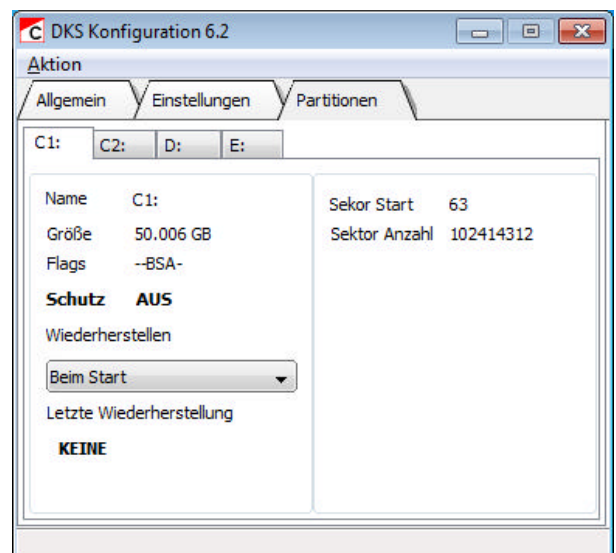 C DKS Konfiguration 6.2
Aktion
Allgemein Einstellungen Partitionen
C1: C2: D: E:
Name C1:
Größe 50.006 GB
Flags --BSA-
Schutz AUS
Wiederherstellen
Beim Start
Letzte Wiederherstellung
KEINE
Sekor Start 63
Sektor Anzahl 102414312